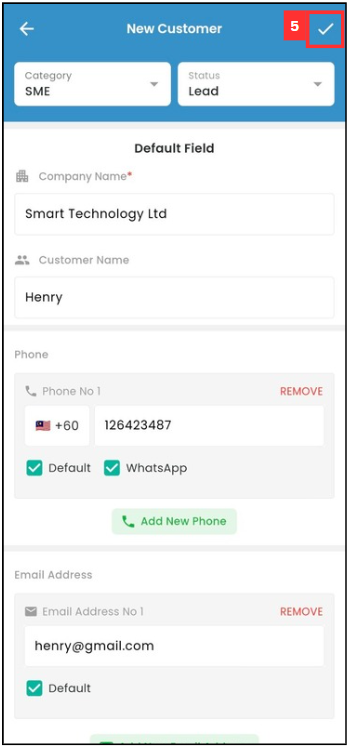 New Customer
5
Category
SME
Status
Lead
Default Field
Company Name*
Smart Technology Ltd
Customer Name
Henry
Phone
Phone No 1
REMOVE
+60
126423487
Default
WhatsApp
Add New Phone
Email Address
Email Address No 1
REMOVE
henry@gmail.com
Default